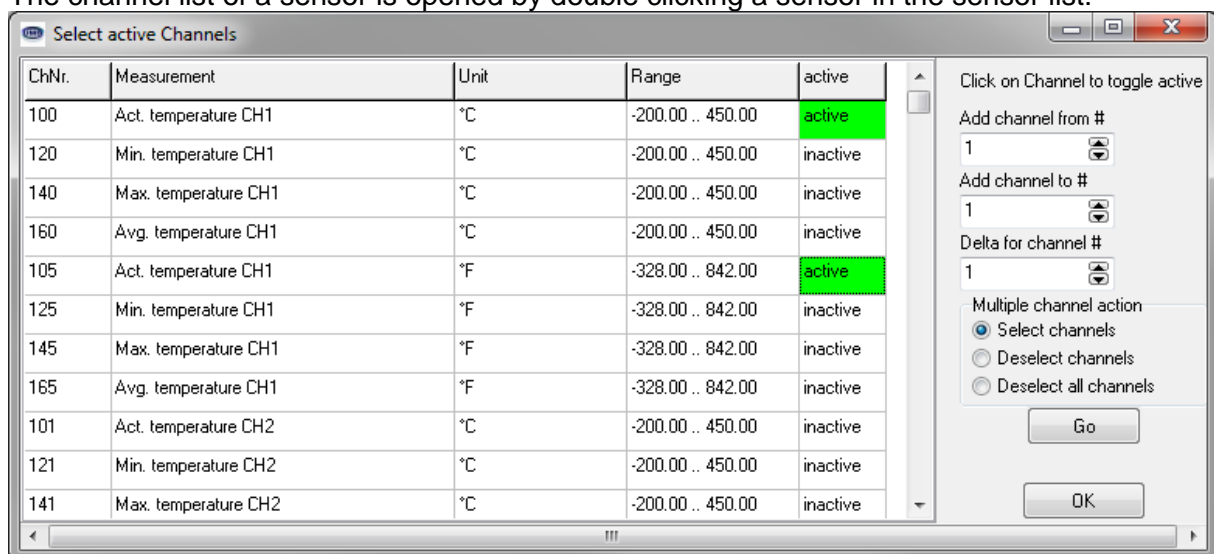 The channel list of a sensor is opened by double clicking a sensor in the sensor list.
Select active Channels
ChNr. Measurement Unit Range active
100 Act. temperature CH1 °C -200.00 .. 450.00 active
120 Min. temperature CH1 °C -200.00 .. 450.00 inactive
140 Max. temperature CH1 °C -200.00 .. 450.00 inactive
160 Avg. temperature CH1 °C -200.00 .. 450.00 inactive
105 Act. temperature CH1 °F -328.00 .. 842.00 active
125 Min. temperature CH1 °F -328.00 .. 842.00 inactive
145 Max. temperature CH1 °F -328.00 .. 842.00 inactive
165 Avg. temperature CH1 °F -328.00 .. 842.00 inactive
101 Act. temperature CH2 °C -200.00 .. 450.00 inactive
121 Min. temperature CH2 °C -200.00 .. 450.00 inactive
141 Max. temperature CH2 °C -200.00 .. 450.00 inactive
Click on Channel to toggle active
Add channel from #
1
Add channel to #
1
Delta for channel #
1
Multiple channel action
Select channels
Deselect channels
Deselect all channels
Go
OK